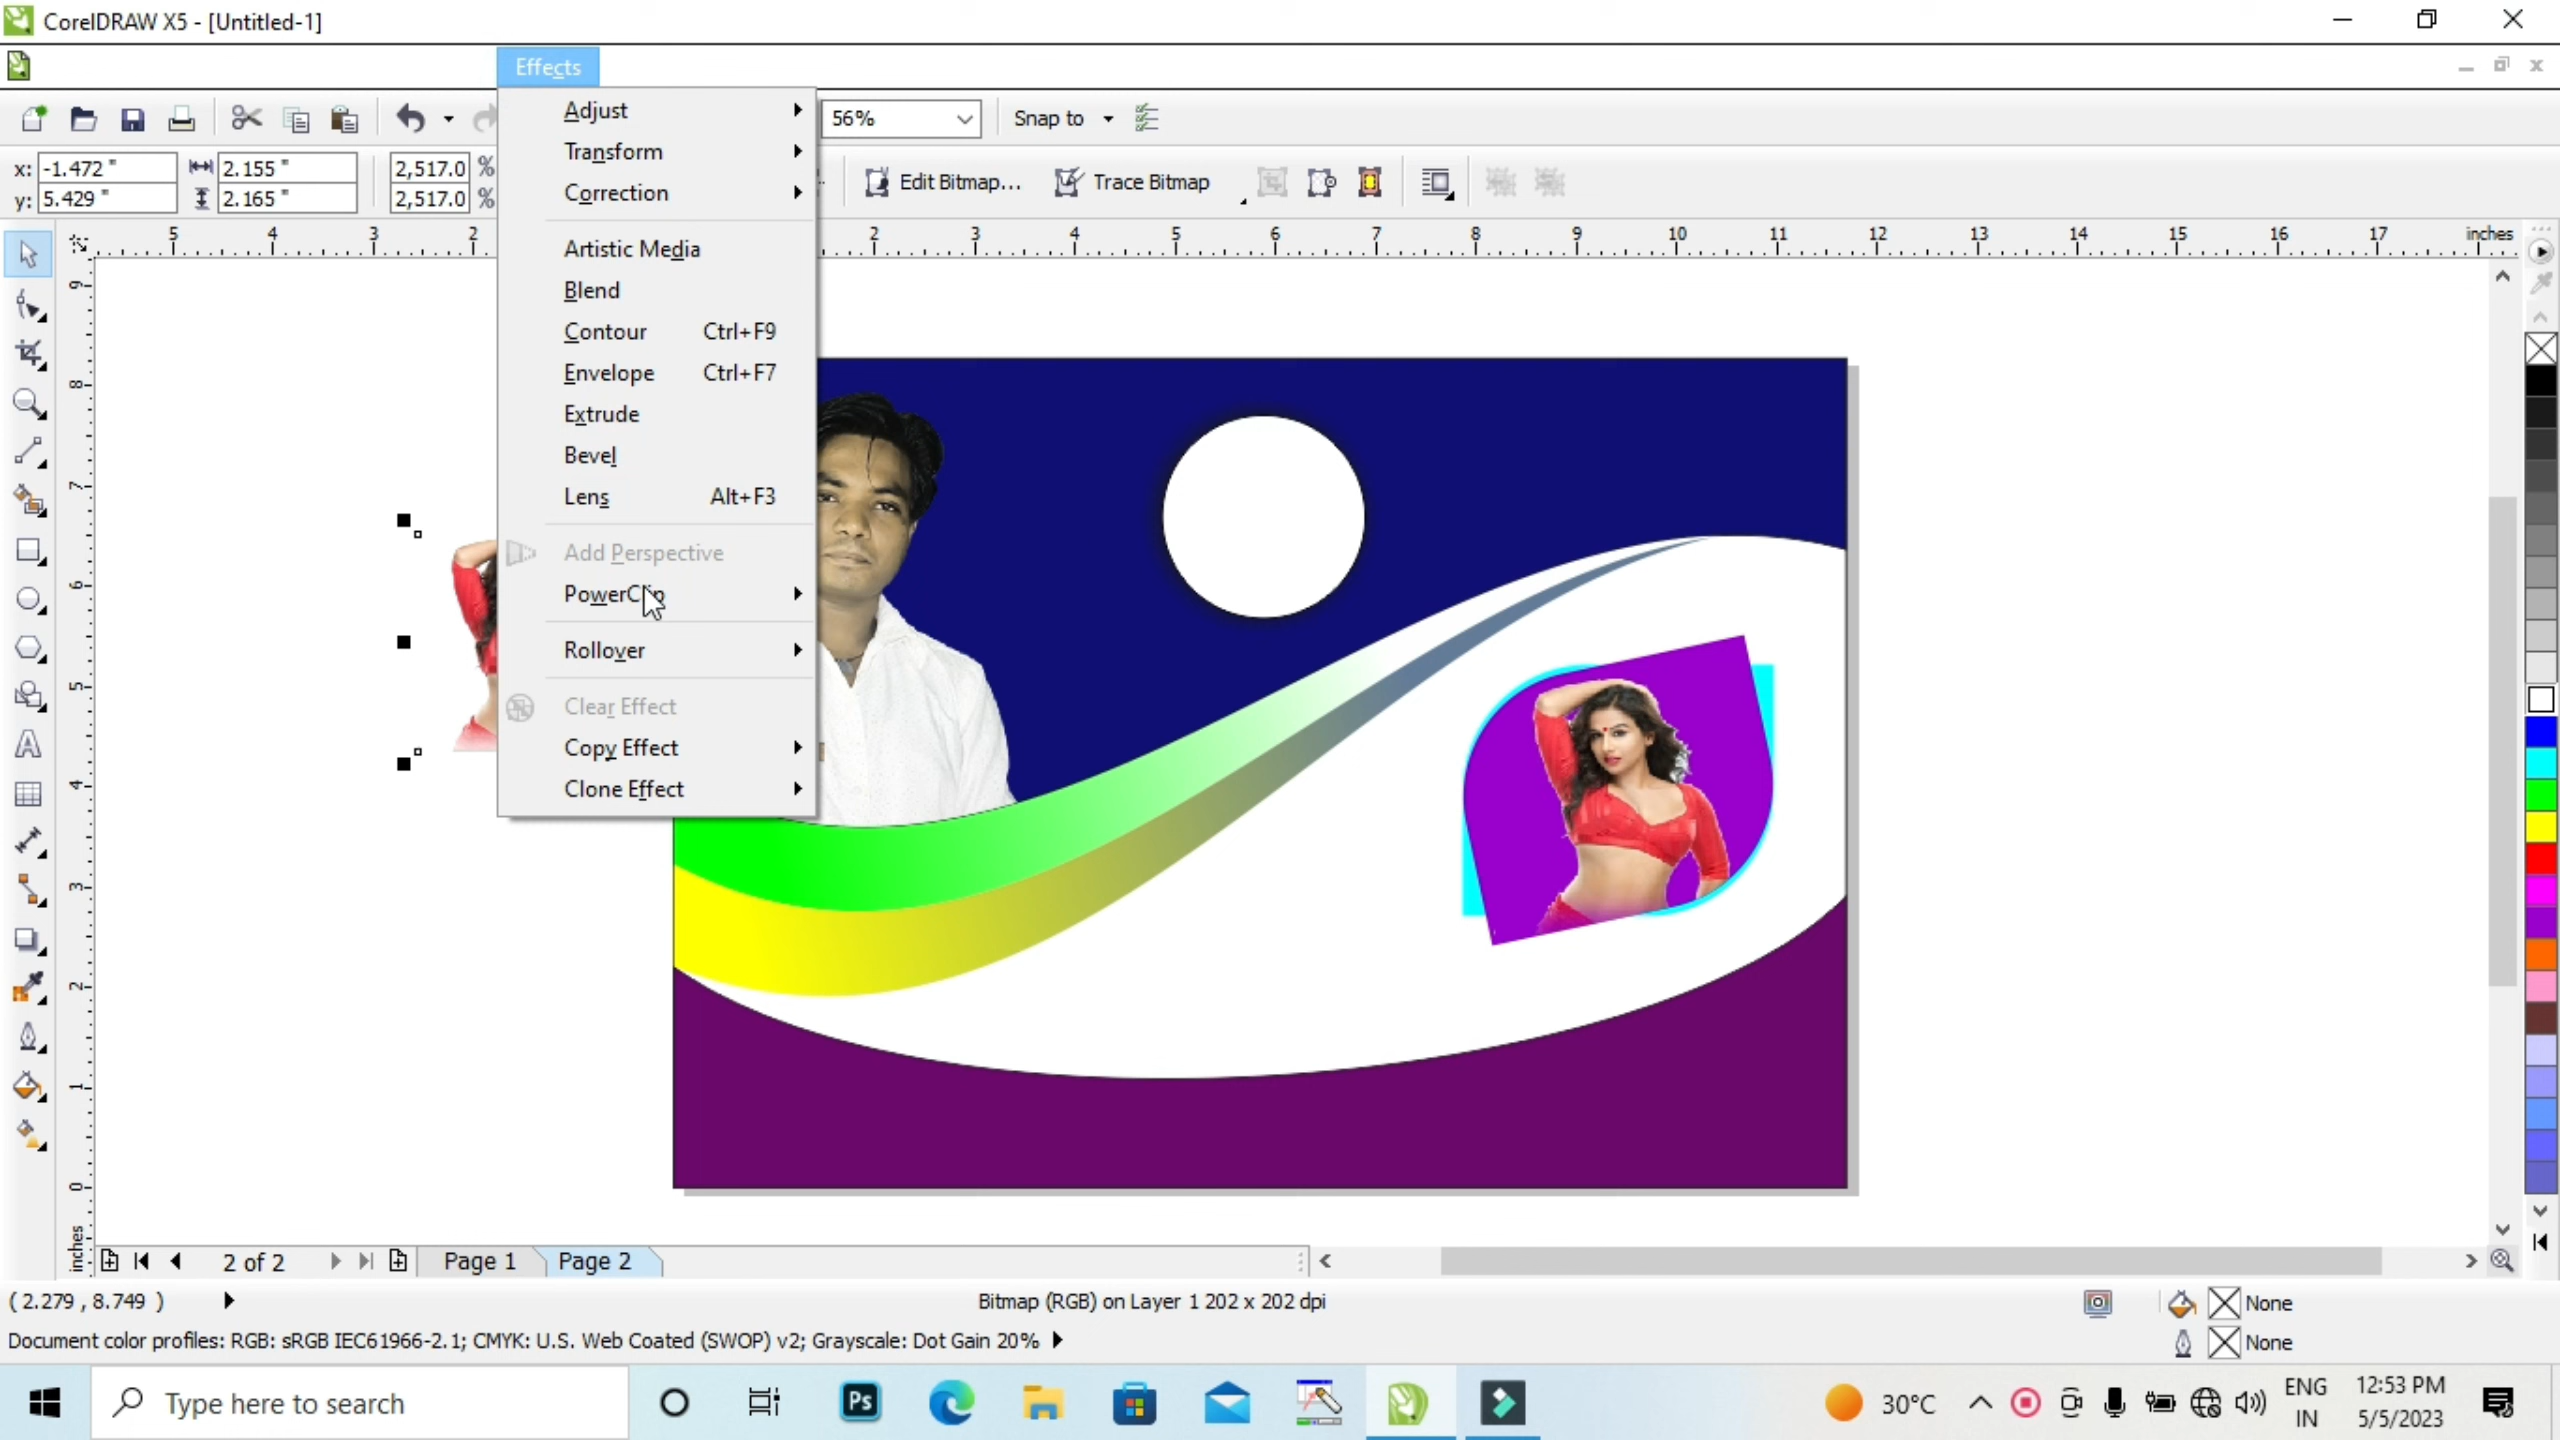 CorelDRAW X5 - [Untitled-1]
Effects
56%
Snap to
x: -1.472 " 2.155 " 2,517.0 %
y: 5.429 " 2.165 " 2,517.0 %
Edit Bitmap...
Trace Bitmap
Adjust
Transform
Correction
Artistic Media
Blend
Contour Ctrl+F9
Envelope Ctrl+F7
Extrude
Bevel
Lens Alt+F3
Add Perspective
PowerClip
Rollover
Clear Effect
Copy Effect
Clone Effect
5 4 3 2 2 3 4 5 6 7 8 9 10 11 12 13 14 15 16 17 inches
9
8
7
6
5
4
3
2
1
0
inches
2 of 2 Page 1 Page 2
( 2.279 , 8.749 )
Bitmap (RGB) on Layer 1 202 x 202 dpi
None
Document color profiles: RGB: sRGB IEC61966-2.1; CMYK: U.S. Web Coated (SWOP) v2; Grayscale: Dot Gain 20%
None
Type here to search
Ps
30°C
ENG
IN
12:53 PM
5/5/2023